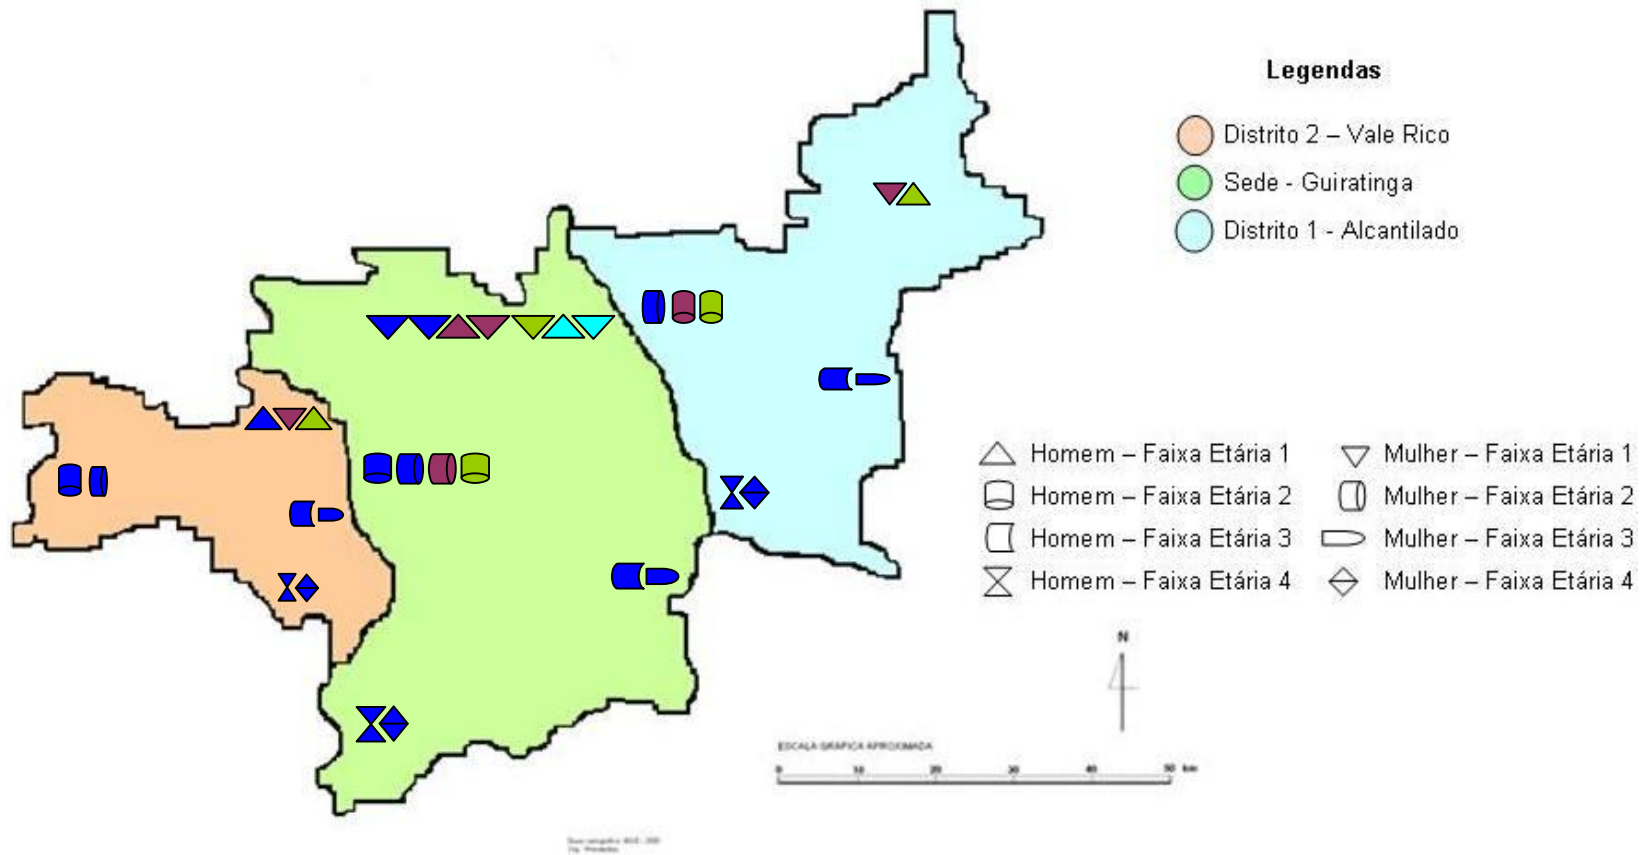 Legendas
Distrito 2 – Vale Rico
Sede - Guiratinga
Distrito 1 - Alcantilado
Homem – Faixa Etária 1
Mulher – Faixa Etária 1
Homem – Faixa Etária 2
Mulher – Faixa Etária 2
Homem – Faixa Etária 3
Mulher – Faixa Etária 3
Homem – Faixa Etária 4
Mulher – Faixa Etária 4
N
ESCALA GRÁFICA APROXIMADA
0 10 20 30 40 50 km